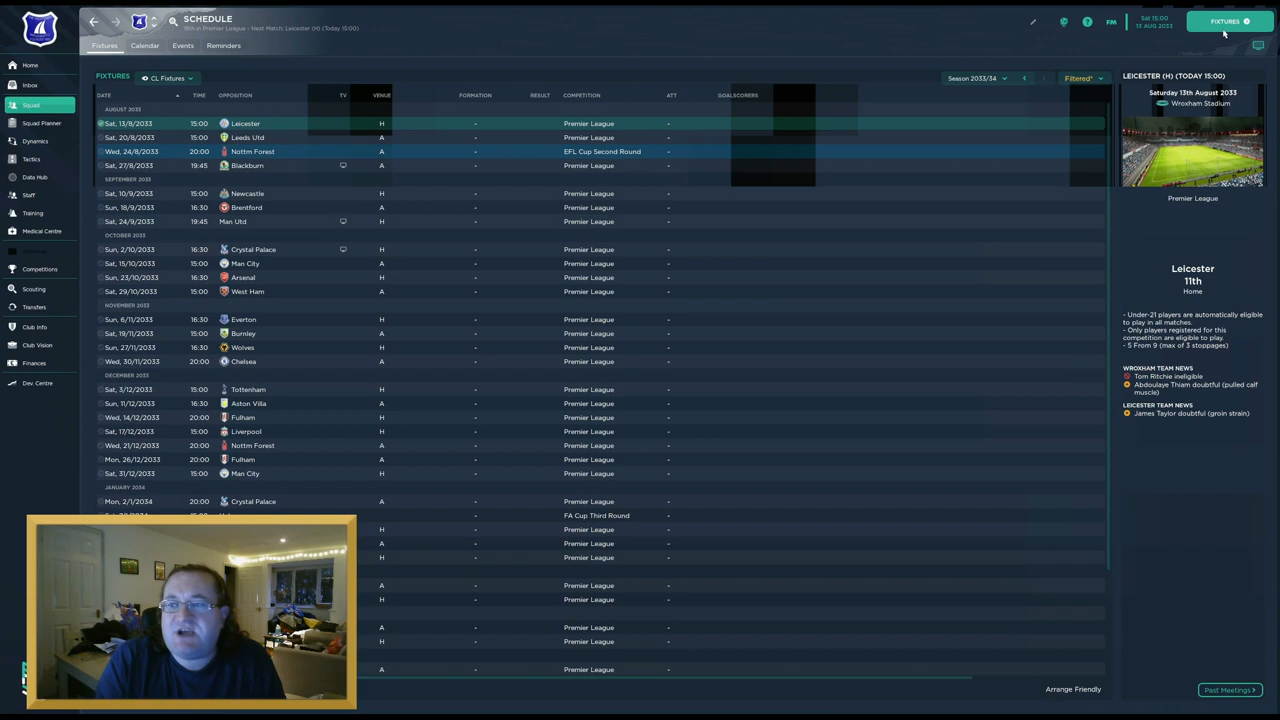 SCHEDULE
15th in Premier League - Next Match: Leicester (H) (Today 15:00)
FM
Sat 15:00
13 AUG 2033
FIXTURES
Fixtures Calendar Events Reminders
Home
Inbox
Squad
Squad Planner
Dynamics
Tactics
Data Hub
Staff
Training
Medical Centre
Competitions
Scouting
Transfers
Club Info
Club Vision
Finances
Dev. Centre
FIXTURES CL Fixtures Season 2033/34 Filtered*
DATE TIME OPPOSITION TV VENUE FORMATION RESULT COMPETITION ATT GOALSCORERS
AUGUST 2033
Sat, 13/8/2033 15:00 Leicester H - Premier League -
Sat, 20/8/2033 15:00 Leeds Utd A - Premier League -
Wed, 24/8/2033 20:00 Nottm Forest A - EFL Cup Second Round -
Sat, 27/8/2033 19:45 Blackburn A - Premier League -
SEPTEMBER 2033
Sat, 10/9/2033 15:00 Newcastle H - Premier League -
Sun, 18/9/2033 16:30 Brentford A - Premier League -
Sat, 24/9/2033 19:45 Man Utd H - Premier League -
OCTOBER 2033
Sun, 2/10/2033 16:30 Crystal Palace H - Premier League -
Sat, 15/10/2033 15:00 Man City A - Premier League -
Sun, 23/10/2033 16:30 Arsenal H - Premier League -
Sat, 29/10/2033 15:00 West Ham A - Premier League -
NOVEMBER 2033
Sun, 6/11/2033 16:30 Everton H - Premier League -
Sat, 19/11/2033 15:00 Burnley A - Premier League -
Sun, 27/11/2033 16:30 Wolves H - Premier League -
Wed, 30/11/2033 20:00 Chelsea A - Premier League -
DECEMBER 2033
Sat, 3/12/2033 15:00 Tottenham H - Premier League -
Sun, 11/12/2033 16:30 Aston Villa A - Premier League -
Wed, 14/12/2033 20:00 Fulham H - Premier League -
Sat, 17/12/2033 15:00 Liverpool H - Premier League -
Wed, 21/12/2033 20:00 Nottm Forest A - Premier League -
Mon, 26/12/2033 20:00 Fulham A - Premier League -
Sat, 31/12/2033 15:00 Man City H - Premier League -
JANUARY 2034
Mon, 2/1/2034 20:00 Crystal Palace A - Premier League -
- FA Cup Third Round -
H - Premier League -
A - Premier League -
H - Premier League -
A - Premier League -
H - Premier League -
A - Premier League -
H - Premier League -
A - Premier League -
Arrange Friendly
LEICESTER (H) (TODAY 15:00)
Saturday 13th August 2033
Wroxham Stadium
Premier League
Leicester
11th
Home
- Under-21 players are automatically eligible
to play in all matches.
- Only players registered for this
competition are eligible to play.
- 5 From 9 (max of 3 stoppages)
WROXHAM TEAM NEWS
Tom Ritchie ineligible
Abdoulaye Thiam doubtful (pulled calf
muscle)
LEICESTER TEAM NEWS
James Taylor doubtful (groin strain)
Past Meetings >